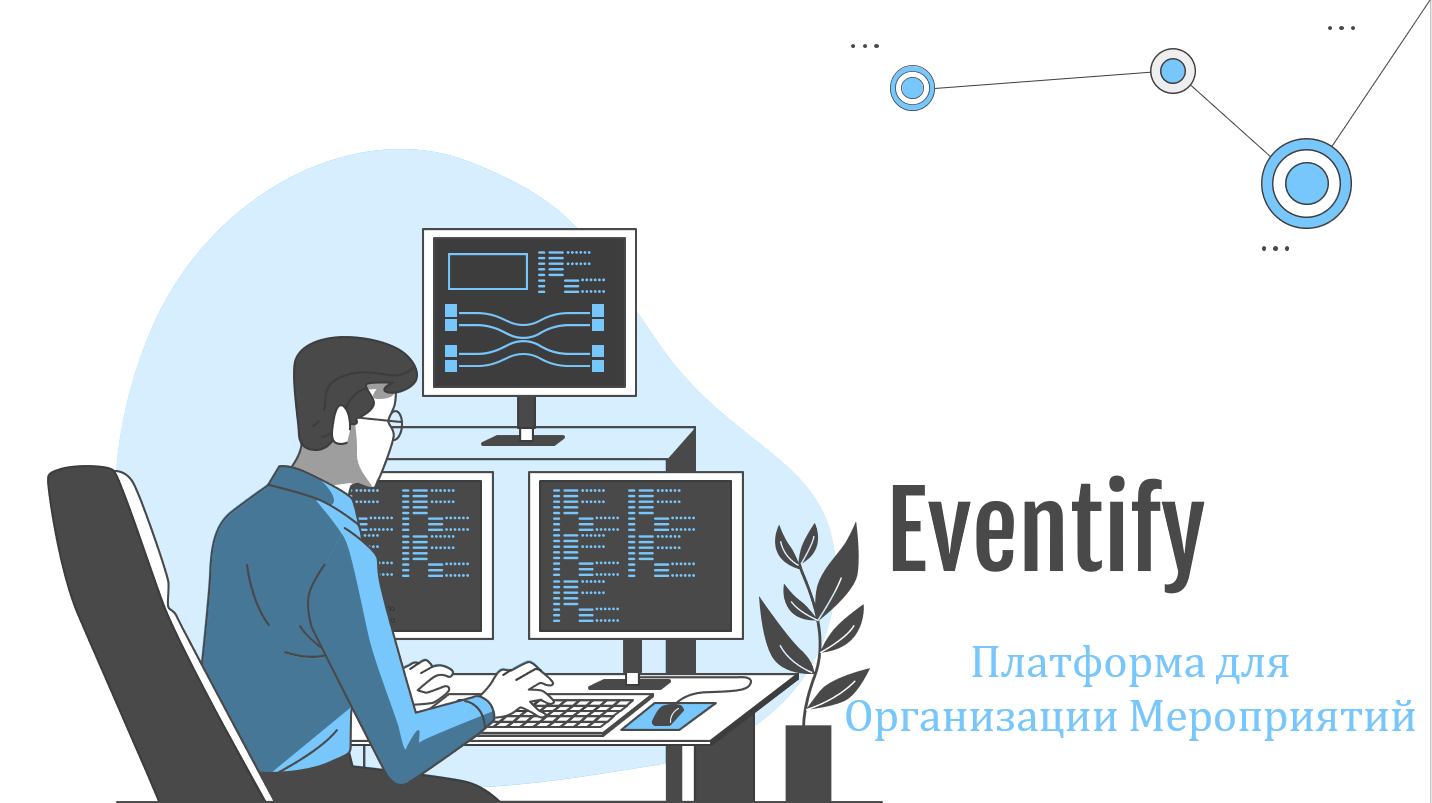 Eventify
Платформа для
Организации Мероприятий